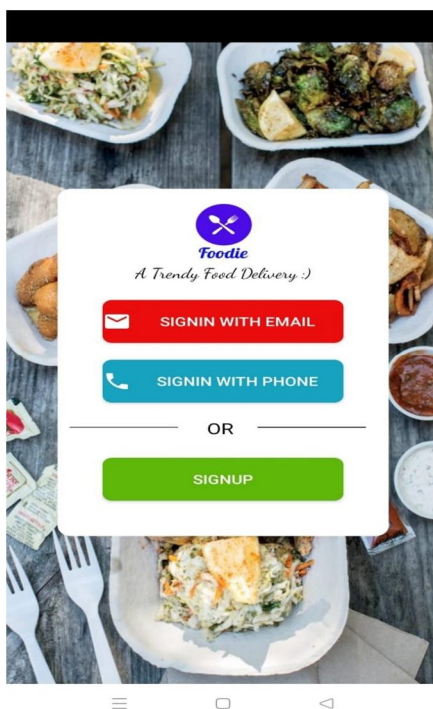 Foodie
A Trendy Food Delivery :)
SIGNIN WITH EMAIL
SIGNIN WITH PHONE
OR
SIGNUP